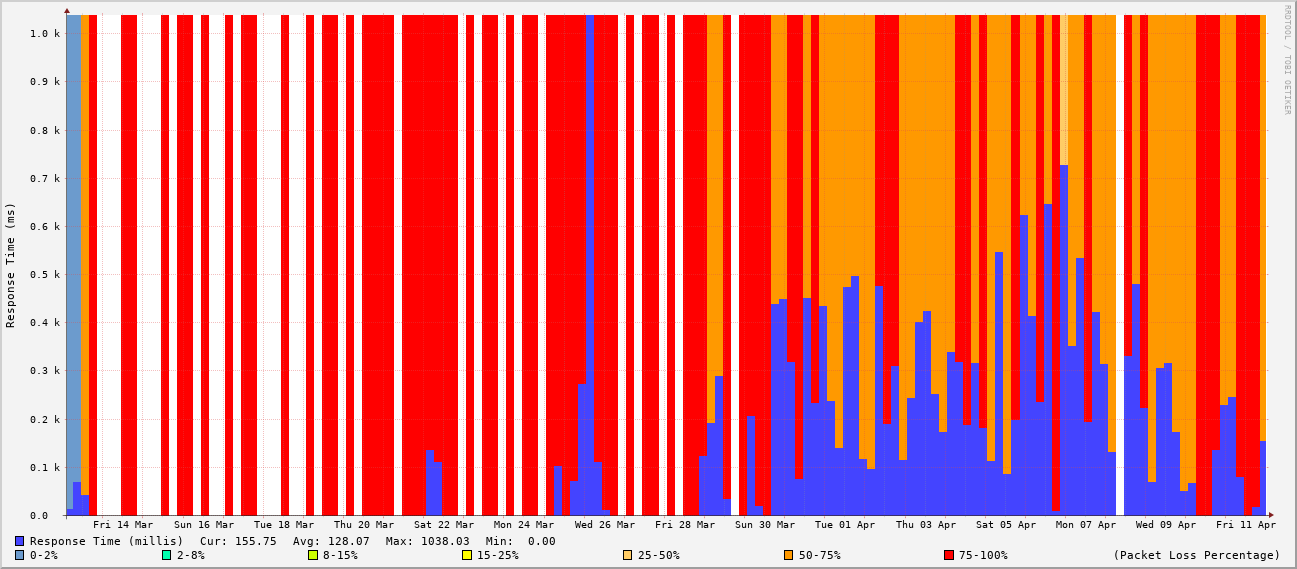 RRDTOOL / TOBI OETIKER
Response Time (ms)
1.0 k
0.9 k
0.8 k
0.7 k
0.6 k
0.5 k
0.4 k
0.3 k
0.2 k
0.1 k
0.0
Fri 14 Mar Sun 16 Mar Tue 18 Mar Thu 20 Mar Sat 22 Mar Mon 24 Mar Wed 26 Mar Fri 28 Mar Sun 30 Mar Tue 01 Apr Thu 03 Apr Sat 05 Apr Mon 07 Apr Wed 09 Apr Fri 11 Apr
Response Time (millis) Cur: 155.75 Avg: 128.07 Max: 1038.03 Min: 0.00
0-2% 2-8% 8-15% 15-25% 25-50% 50-75% 75-100% (Packet Loss Percentage)